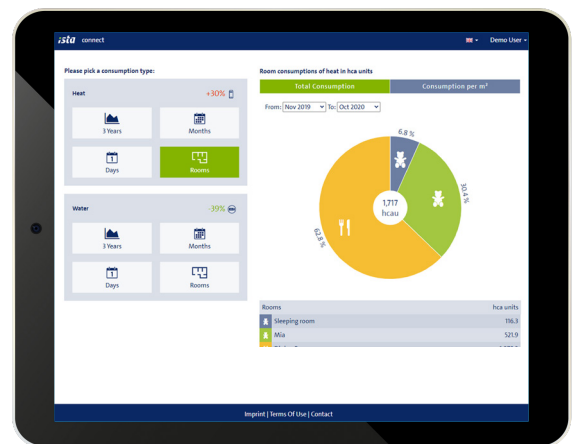 ista connect
Demo User
Please pick a consumption type:
Heat
+30%
3 Years
Months
1
Days
Rooms
Water
-39%
3 Years
Months
1
Days
Rooms
Room consumptions of heat in hca units
Total Consumption
Consumption per m²
From: Nov 2019 To: Oct 2020
6.8 %
30.4 %
62.8 %
1,717
hcau
Rooms hca units
Sleeping room 116.3
Mia 521.9
Imprint | Terms Of Use | Contact